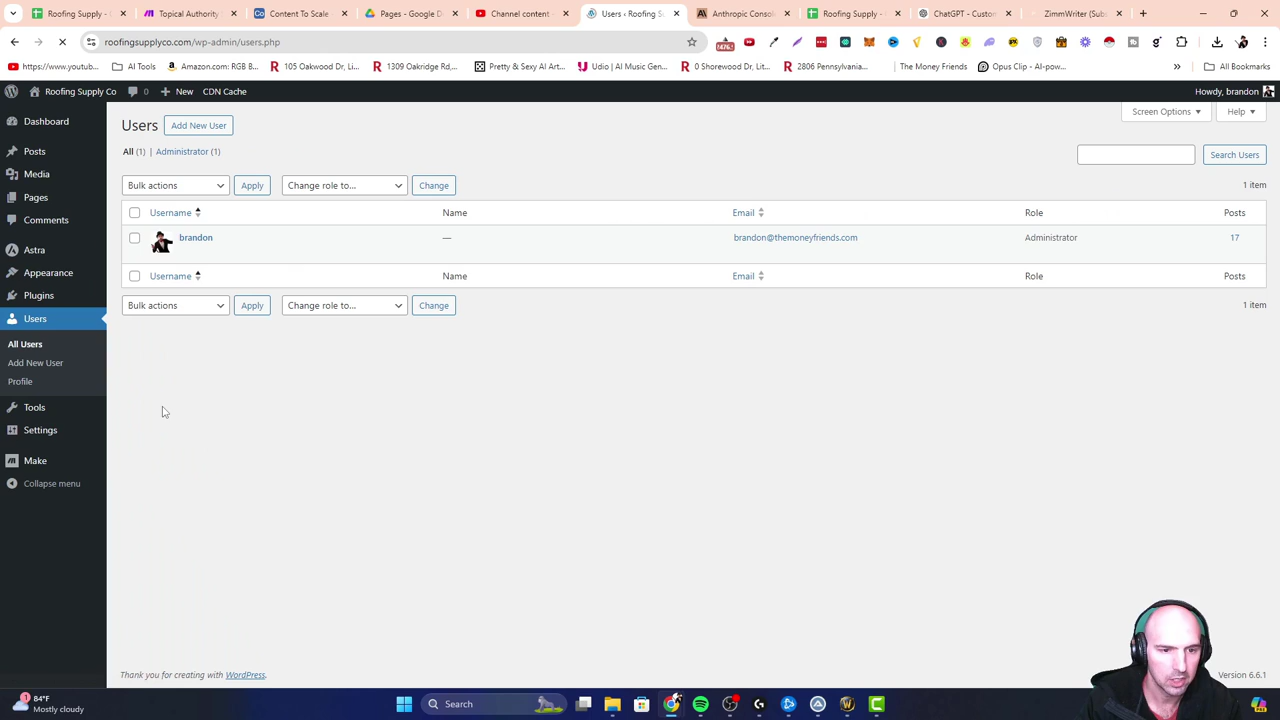 Roofing Supply -
Topical Authority
Content To Scale
Pages - Google D
Channel content -
Users ‹ Roofing S
Anthropic Consol
Roofing Supply -
ChatGPT - Custom
ZimmWriter (Sub
roofingsupplyco.com/wp-admin/users.php
https://www.youtub...
AI Tools
Amazon.com: RGB B...
105 Oakwood Dr, Li...
1309 Oakridge Rd,...
Pretty & Sexy AI Art...
Udio | AI Music Gen...
0 Shorewood Dr, Lit...
2806 Pennsylvania...
The Money Friends
Opus Clip - AI-pow...
»
All Bookmarks
Roofing Supply Co
0
New
CDN Cache
Howdy, brandon
Dashboard
Posts
Media
Pages
Comments
Astra
Appearance
Plugins
Users
All Users
Add New User
Profile
Tools
Settings
Make
Collapse menu
Screen Options
Help
Users
Add New User
All (1) | Administrator (1)
Search Users
Bulk actions
Apply
Change role to...
Change
1 item
Username
Name
Email
Role
Posts
brandon
—
brandon@themoneyfriends.com
Administrator
17
Username
Name
Email
Role
Posts
Bulk actions
Apply
Change role to...
Change
1 item
Thank you for creating with WordPress.
Version 6.6.1
84°F
Mostly cloudy
Search